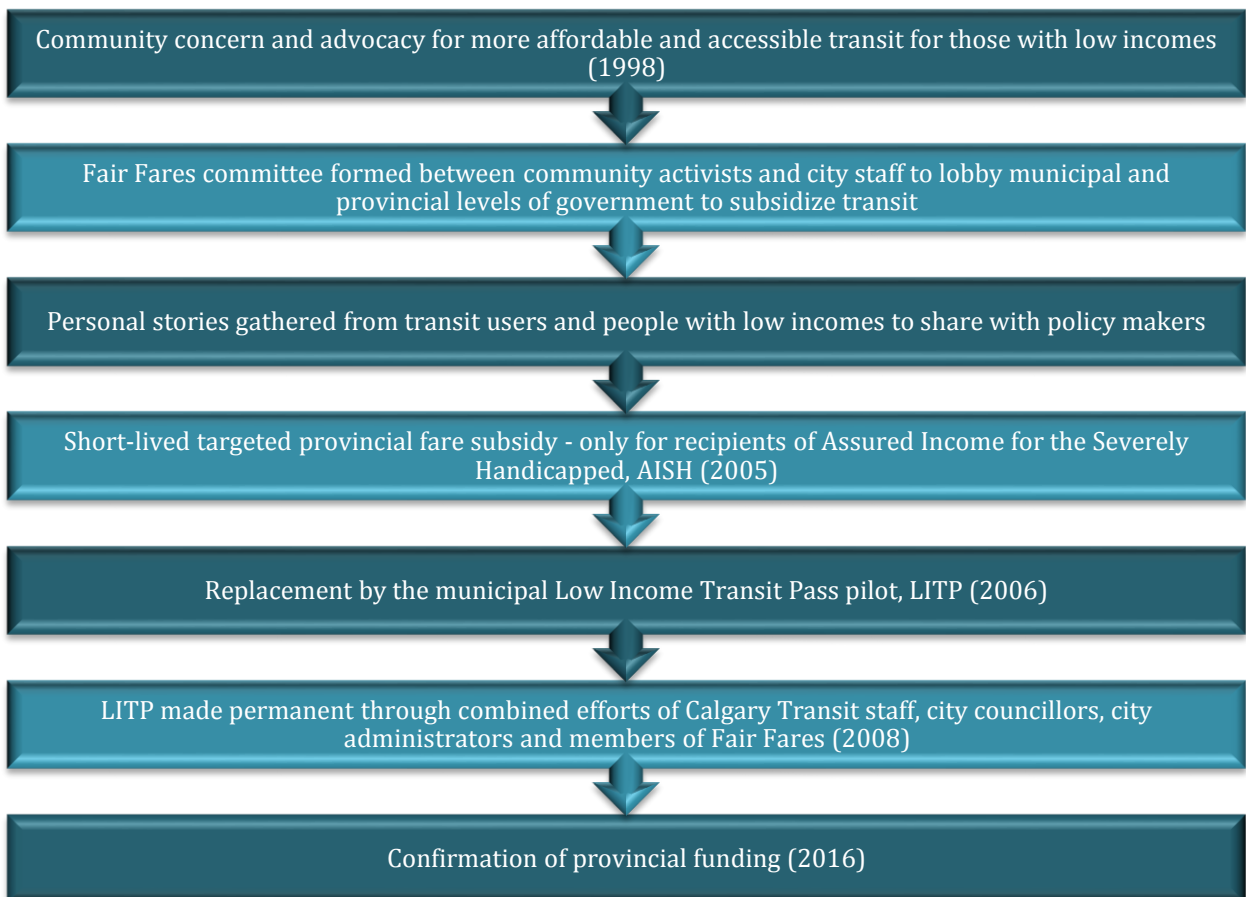 Community concern and advocacy for more affordable and accessible transit for those with low incomes
(1998)
Fair Fares committee formed between community activists and city staff to lobby municipal and
provincial levels of government to subsidize transit
Personal stories gathered from transit users and people with low incomes to share with policy makers
Short-lived targeted provincial fare subsidy - only for recipients of Assured Income for the Severely
Handicapped, AISH (2005)
Replacement by the municipal Low Income Transit Pass pilot, LITP (2006)
LITP made permanent through combined efforts of Calgary Transit staff, city councillors, city
administrators and members of Fair Fares (2008)
Confirmation of provincial funding (2016)